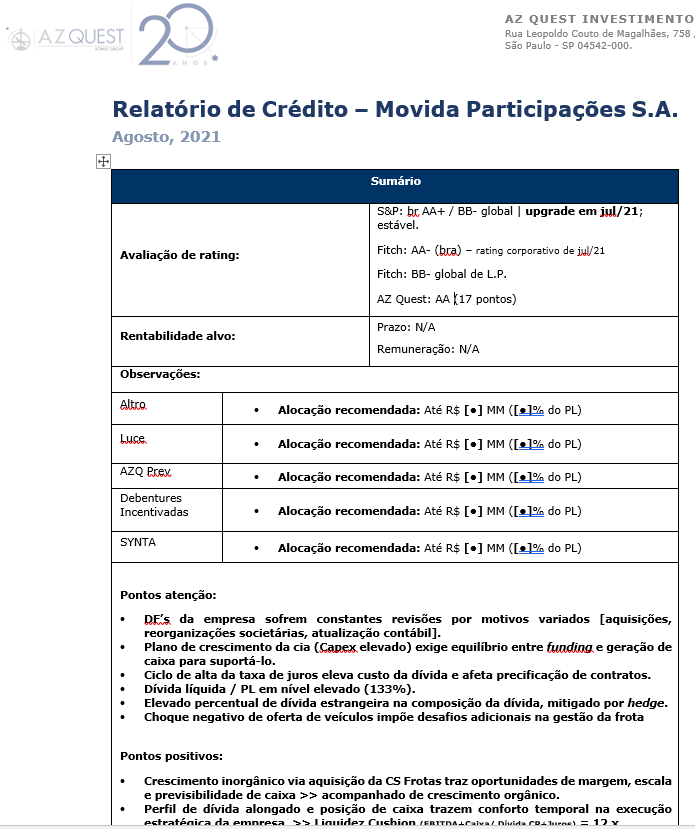 AZ QUEST
20
ANOS
AZ QUEST INVESTIMENTO
Rua Leopoldo Couto de Magalhães, 758 ,
São Paulo - SP 04542-000.
Relatório de Crédito – Movida Participações S.A.
Agosto, 2021
Sumário
Avaliação de rating:
S&P: br AA+ / BB- global | upgrade em jul/21;
estável.
Fitch: AA- (bra) – rating corporativo de jul/21
Fitch: BB- global de L.P.
AZ Quest: AA (17 pontos)
Rentabilidade alvo:
Prazo: N/A
Remuneração: N/A
Observações:
Altro
• Alocação recomendada: Até R$ [●] MM ([●]% do PL)
Luce
• Alocação recomendada: Até R$ [●] MM ([●]% do PL)
AZQ Prev
• Alocação recomendada: Até R$ [●] MM ([●]% do PL)
Debentures
Incentivadas
• Alocação recomendada: Até R$ [●] MM ([●]% do PL)
SYNTA
• Alocação recomendada: Até R$ [●] MM ([●]% do PL)
Pontos atenção:
• DF's da empresa sofrem constantes revisões por motivos variados [aquisições,
reorganizações societárias, atualização contábil].
• Plano de crescimento da cia (Capex elevado) exige equilíbrio entre funding e geração de
caixa para suportá-lo.
• Ciclo de alta da taxa de juros eleva custo da dívida e afeta precificação de contratos.
• Dívida líquida / PL em nível elevado (133%).
• Elevado percentual de dívida estrangeira na composição da dívida, mitigado por hedge.
• Choque negativo de oferta de veículos impõe desafios adicionais na gestão da frota
Pontos positivos:
• Crescimento inorgânico via aquisição da CS Frotas traz oportunidades de margem, escala
e previsibilidade de caixa >> acompanhado de crescimento orgânico.
• Perfil de dívida alongado e posição de caixa trazem conforto temporal na execução
estratégica da empresa. >> Liquidez Cushion (EBITDA+Caixa/ Dívida CP+Juros) = 12 x